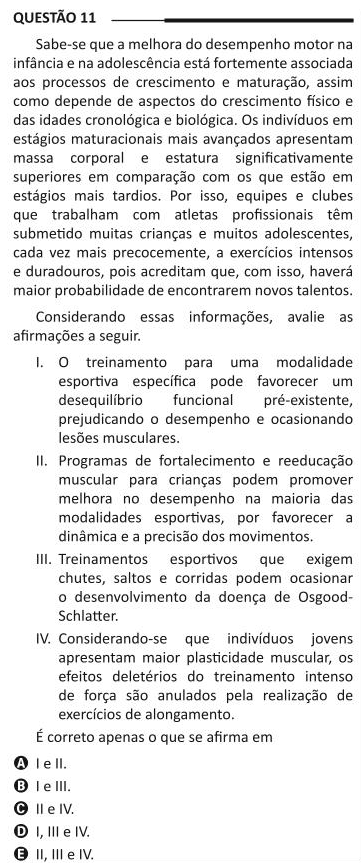 QUESTÃO 11
Sabe-se que a melhora do desempenho motor na
infância e na adolescência está fortemente associada
aos processos de crescimento e maturação, assim
como depende de aspectos do crescimento físico e
das idades cronológica e biológica. Os indivíduos em
estágios maturacionais mais avançados apresentam
massa corporal e estatura significativamente
superiores em comparação com os que estão em
estágios mais tardios. Por isso, equipes e clubes
que trabalham com atletas profissionais têm
submetido muitas crianças e muitos adolescentes,
cada vez mais precocemente, a exercícios intensos
e duradouros, pois acreditam que, com isso, haverá
maior probabilidade de encontrarem novos talentos.
Considerando essas informações, avalie as
afirmações a seguir.
I. O treinamento para uma modalidade
esportiva específica pode favorecer um
desequilíbrio funcional pré-existente,
prejudicando o desempenho e ocasionando
lesões musculares.
II. Programas de fortalecimento e reeducação
muscular para crianças podem promover
melhora no desempenho na maioria das
modalidades esportivas, por favorecer a
dinâmica e a precisão dos movimentos.
III. Treinamentos esportivos que exigem
chutes, saltos e corridas podem ocasionar
o desenvolvimento da doença de Osgood-
Schlatter.
IV. Considerando-se que indivíduos jovens
apresentam maior plasticidade muscular, os
efeitos deletérios do treinamento intenso
de força são anulados pela realização de
exercícios de alongamento.
É correto apenas o que se afirma em
A I e II.
B I e III.
C II e IV.
D I, III e IV.
E II, III e IV.